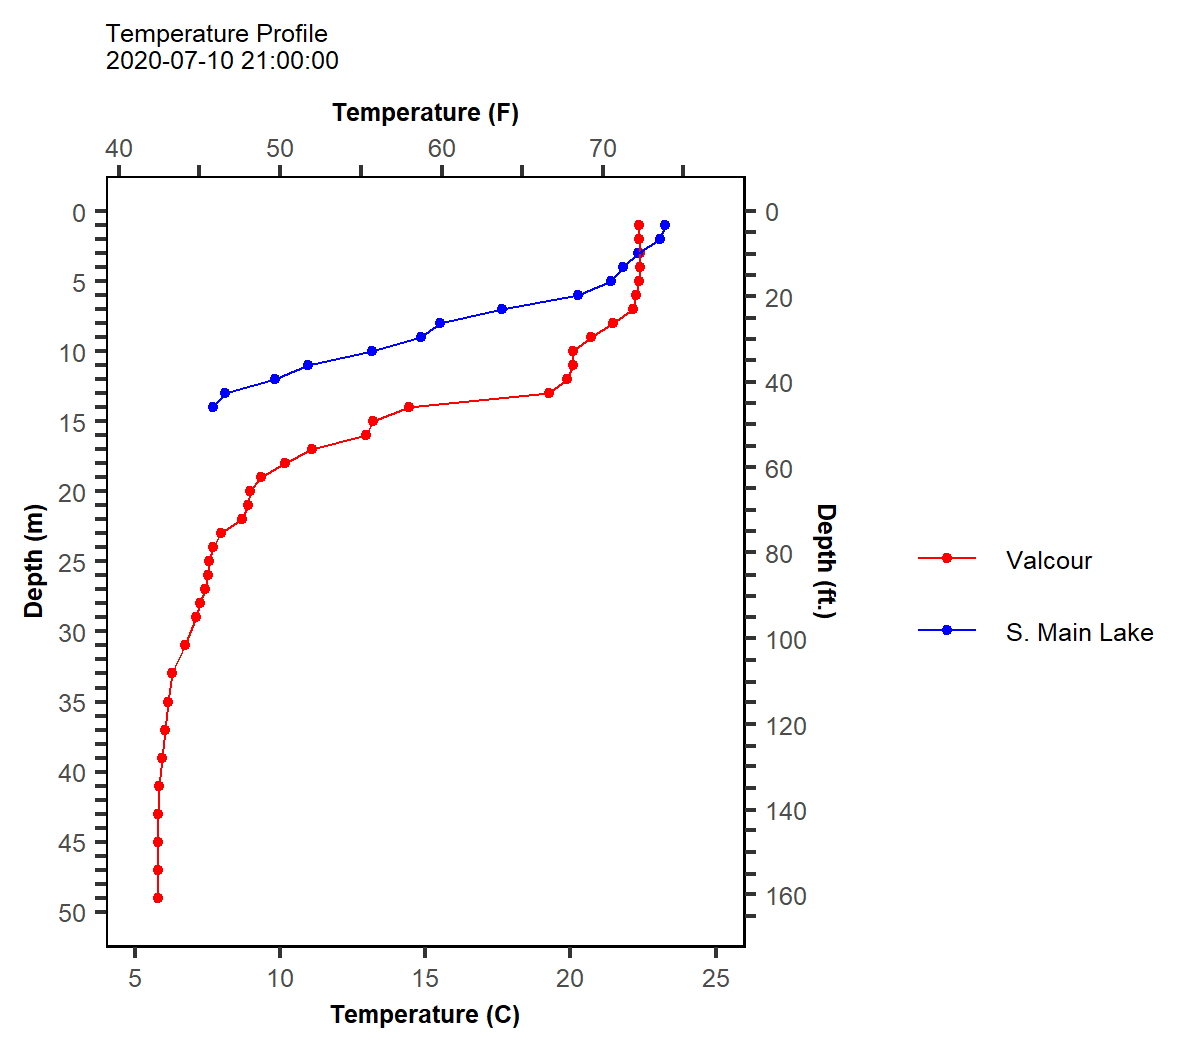 Temperature Profile
2020-07-10 21:00:00
Temperature (F)
40 50 60 70
0
5
10
15
20
25
30
35
40
45
50
Depth (m)
0
20
40
60
80
100
120
140
160
Depth (ft.)
Valcour
S. Main Lake
5 10 15 20 25
Temperature (C)